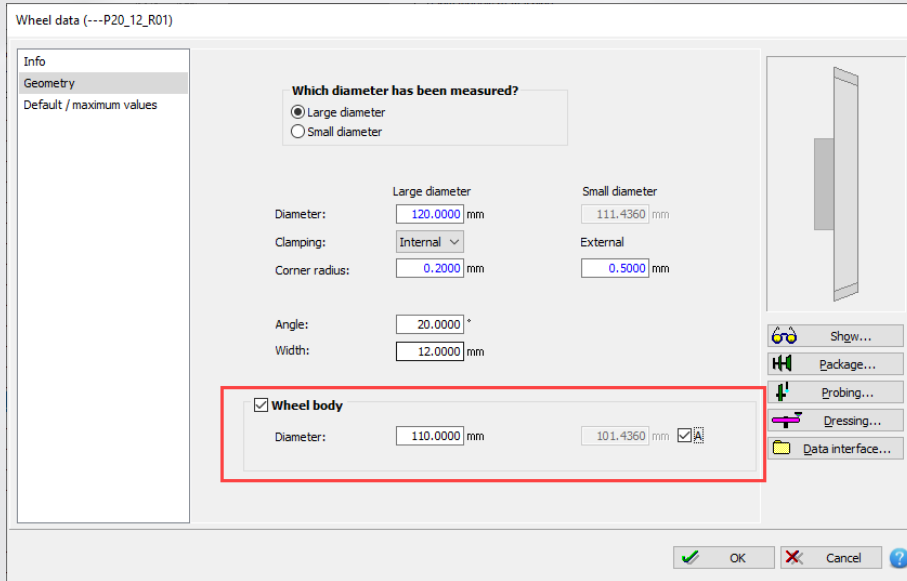 Wheel data (---P20_12_R01)
Info
Geometry
Default / maximum values
Which diameter has been measured?
Large diameter
Small diameter
Large diameter Small diameter
Diameter: 120.0000 mm 111.4360 mm
Clamping: Internal External
Corner radius: 0.2000 mm 0.5000 mm
Angle: 20.0000 °
Width: 12.0000 mm
Wheel body
Diameter: 110.0000 mm 101.4360 mm A
Show...
Package...
Probing...
Dressing...
Data interface...
OK Cancel ?